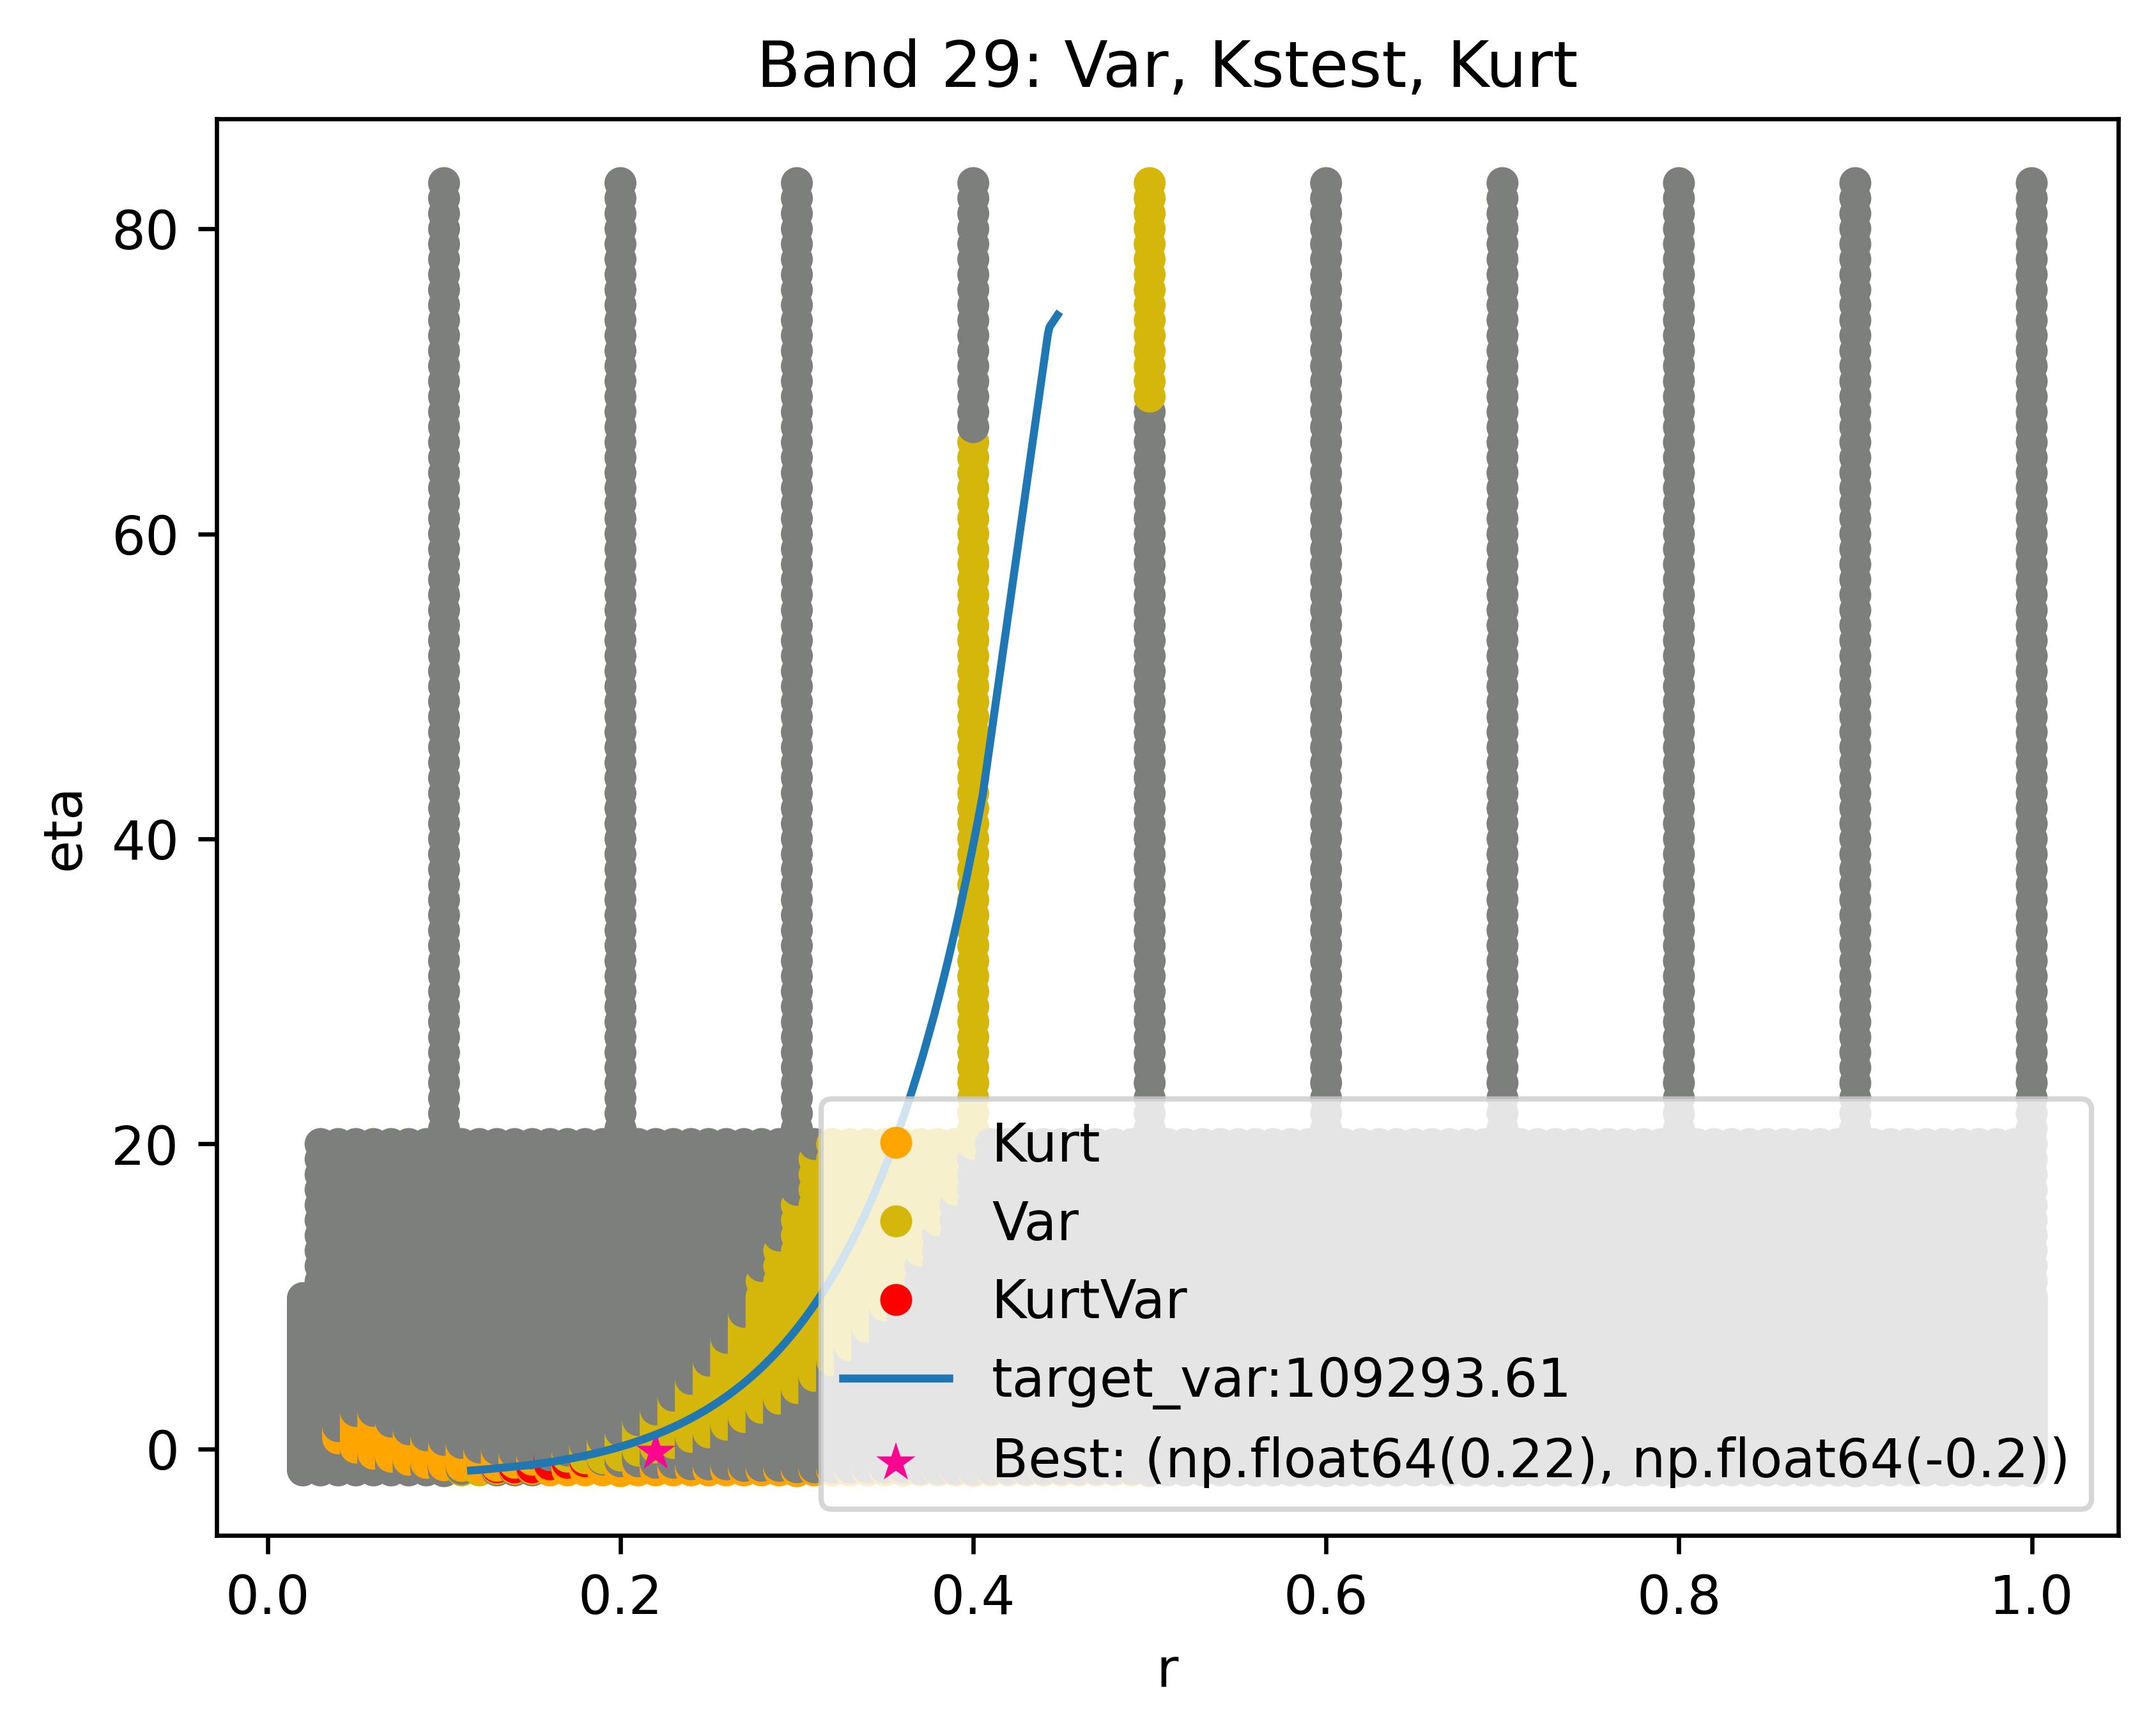 Band 29: Var, Kstest, Kurt
eta
80
60
40
20
0
Kurt
Var
KurtVar
target_var:109293.61
Best: (np.float64(0.22), np.float64(-0.2))
0.0 0.2 0.4 0.6 0.8 1.0
r